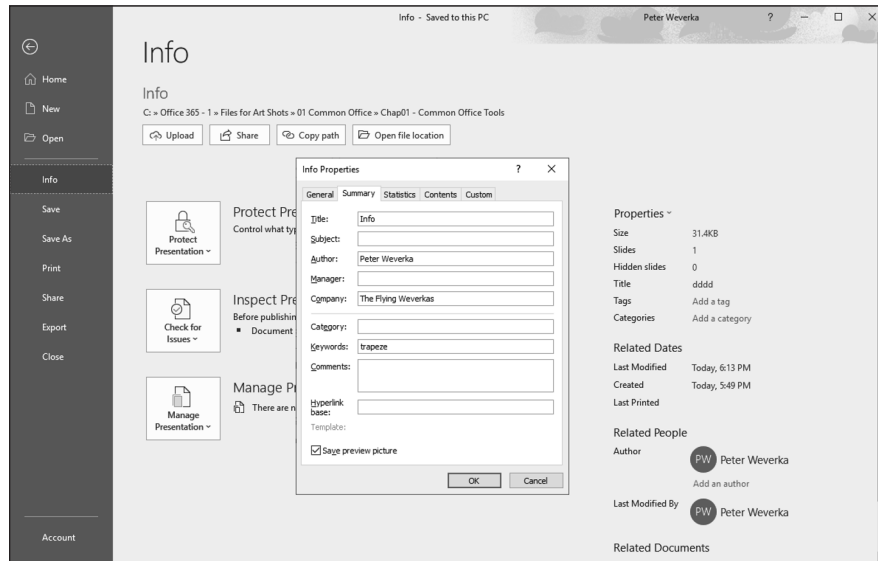 Info - Saved to this PC
Peter Weverka
?
Info
Home
New
Open
Info
Save
Save As
Print
Share
Export
Close
Account
Info
C: » Office 365 - 1 » Files for Art Shots » 01 Common Office » Chap01 - Common Office Tools
Upload
Share
Copy path
Open file location
Protect
Presentation
Protect Pre
Control what typ
Check for
Issues
Inspect Pre
Before publishin
Document
Manage
Presentation
Manage Pr
There are n
Info Properties
?
General Summary Statistics Contents Custom
Title: Info
Subject:
Author: Peter Weverka
Manager:
Company: The Flying Weverkas
Category:
Keywords: trapeze
Comments:
Hyperlink
base:
Template:
Save preview picture
OK Cancel
Properties
Size 31.4KB
Slides 1
Hidden slides 0
Title dddd
Tags Add a tag
Categories Add a category
Related Dates
Last Modified Today, 6:13 PM
Created Today, 5:49 PM
Last Printed
Related People
Author
PW Peter Weverka
Add an author
Last Modified By
PW Peter Weverka
Related Documents